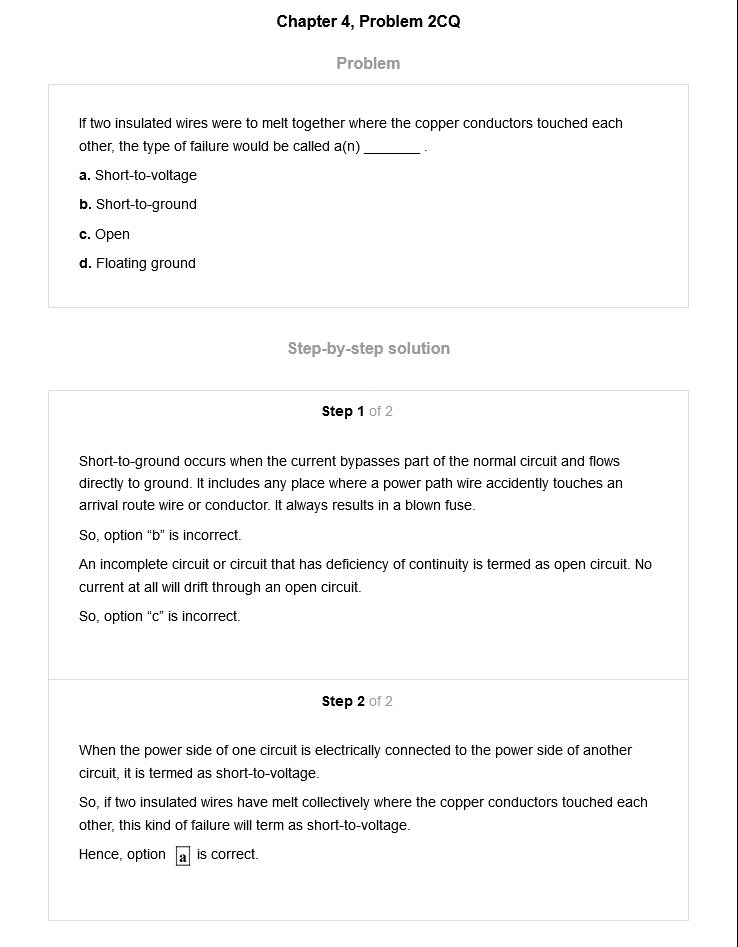 Chapter 4, Problem 2CQ
Problem
If two insulated wires were to melt together where the copper conductors touched each
other, the type of failure would be called a(n) _______ .
a. Short-to-voltage
b. Short-to-ground
c. Open
d. Floating ground
Step-by-step solution
Step 1 of 2
Short-to-ground occurs when the current bypasses part of the normal circuit and flows
directly to ground. It includes any place where a power path wire accidently touches an
arrival route wire or conductor. It always results in a blown fuse.
So, option “b” is incorrect.
An incomplete circuit or circuit that has deficiency of continuity is termed as open circuit. No
current at all will drift through an open circuit.
So, option “c” is incorrect.
Step 2 of 2
When the power side of one circuit is electrically connected to the power side of another
circuit, it is termed as short-to-voltage.
So, if two insulated wires have melt collectively where the copper conductors touched each
other, this kind of failure will term as short-to-voltage.
Hence, option a is correct.